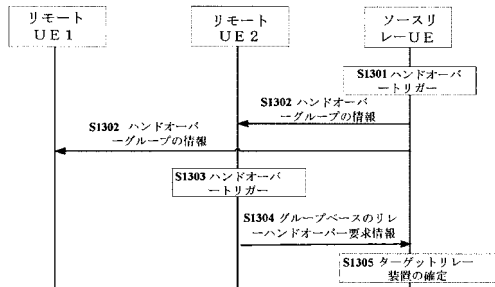 リモート
UE1
リモート
UE2
ソースリ
レーUE
S1301 ハンドオーバ
ートリガー
S1302 ハンドオーバ
ーグループの情報
S1302 ハンドオーバ
ーグループの情報
S1303 ハンドオーバ
ートリガー
S1304 グループベースのリレ
ーハンドオーバー要求情報
S1305 ターゲットリレー
装置の確定